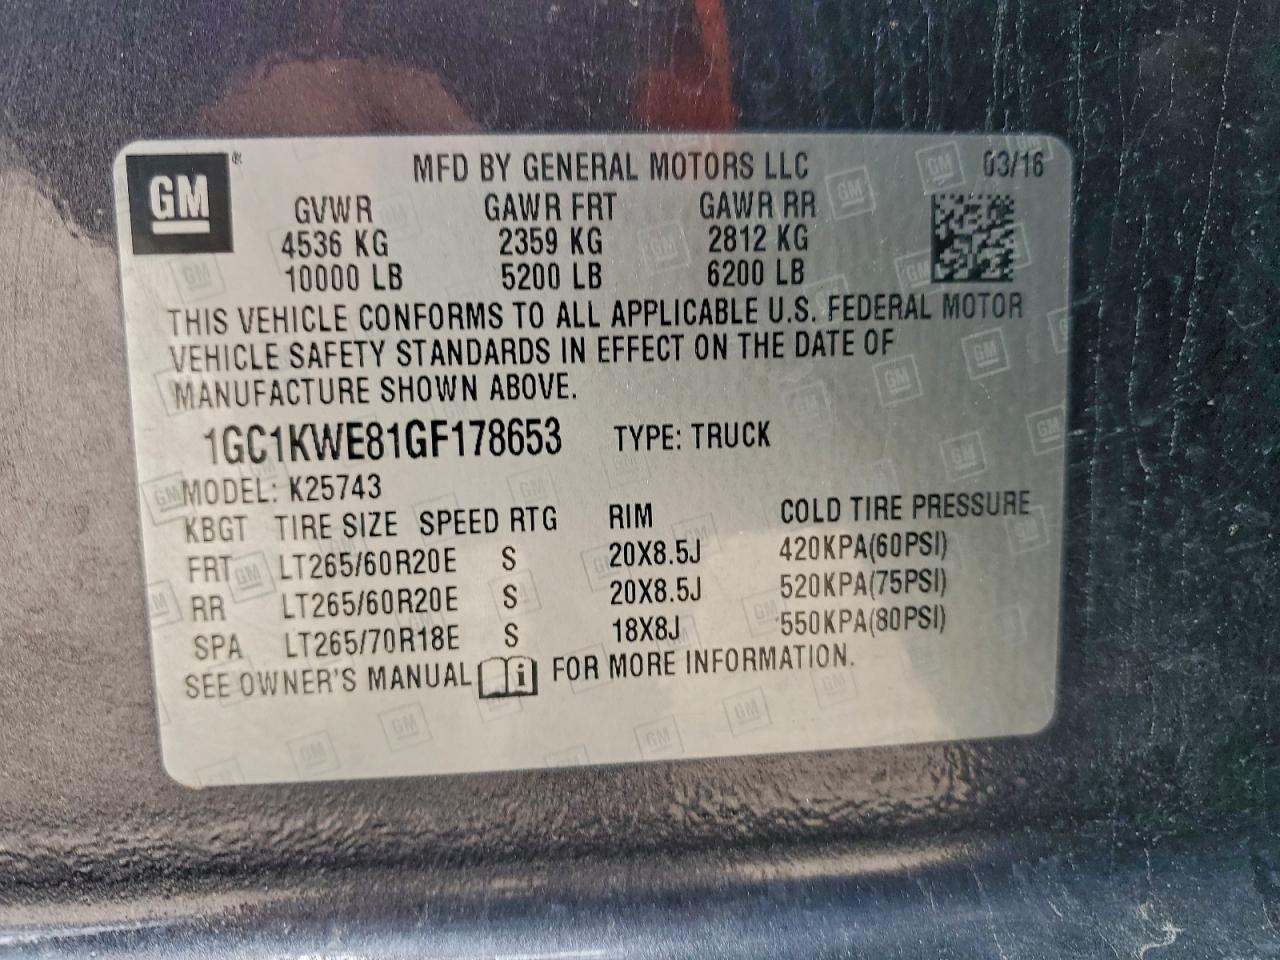 GM ® MFD BY GENERAL MOTORS LLC 03/16
GVWR GAWR FRT GAWR RR
4536 KG 2359 KG 2812 KG
10000 LB 5200 LB 6200 LB
THIS VEHICLE CONFORMS TO ALL APPLICABLE U.S. FEDERAL MOTOR
VEHICLE SAFETY STANDARDS IN EFFECT ON THE DATE OF
MANUFACTURE SHOWN ABOVE.
1GC1KWE81GF178653 TYPE: TRUCK
MODEL: K25743
KBGT TIRE SIZE SPEED RTG RIM COLD TIRE PRESSURE
FRT LT265/60R20E S 20X8.5J 420KPA(60PSI)
RR LT265/60R20E S 20X8.5J 520KPA(75PSI)
SPA LT265/70R18E S 18X8J 550KPA(80PSI)
SEE OWNER'S MANUAL i FOR MORE INFORMATION.